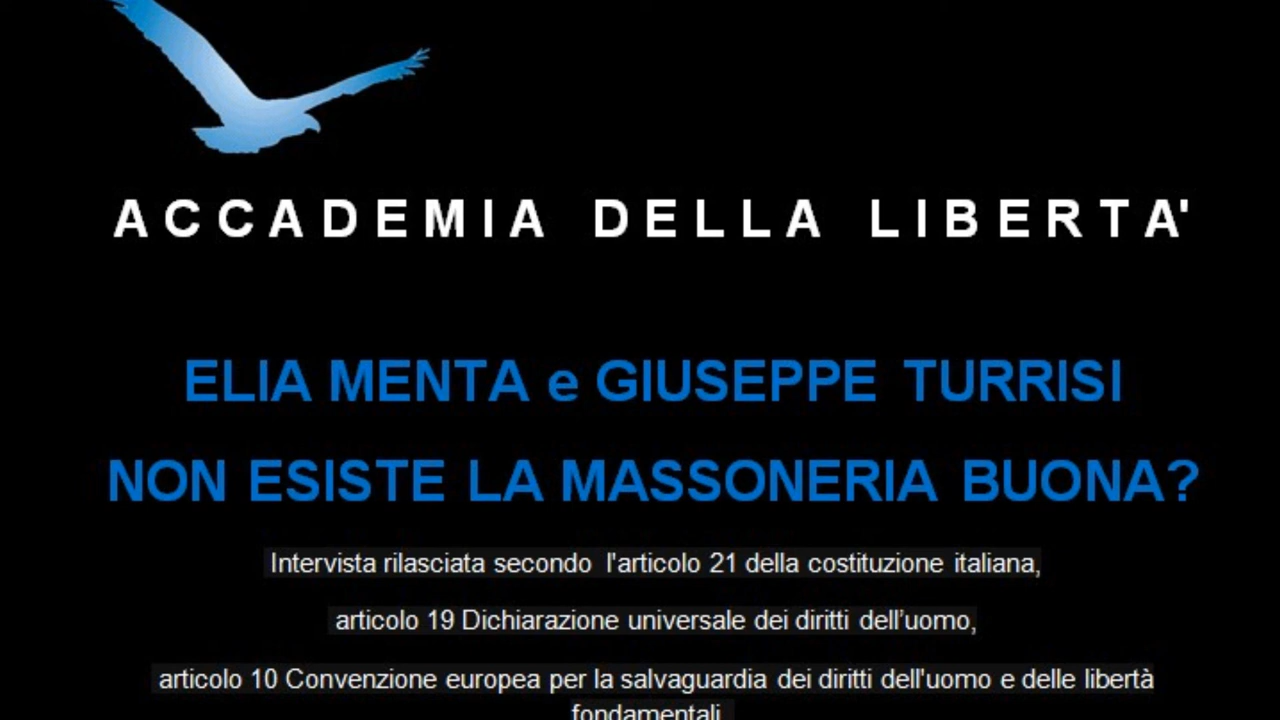 ACCADEMIA DELLA LIBERTA'
ELIA MENTA e GIUSEPPE TURRISI
NON ESISTE LA MASSONERIA BUONA?
Intervista rilasciata secondo l'articolo 21 della costituzione italiana,
articolo 19 Dichiarazione universale dei diritti dell’uomo,
articolo 10 Convenzione europea per la salvaguardia dei diritti dell'uomo e delle libertà
fondamentali